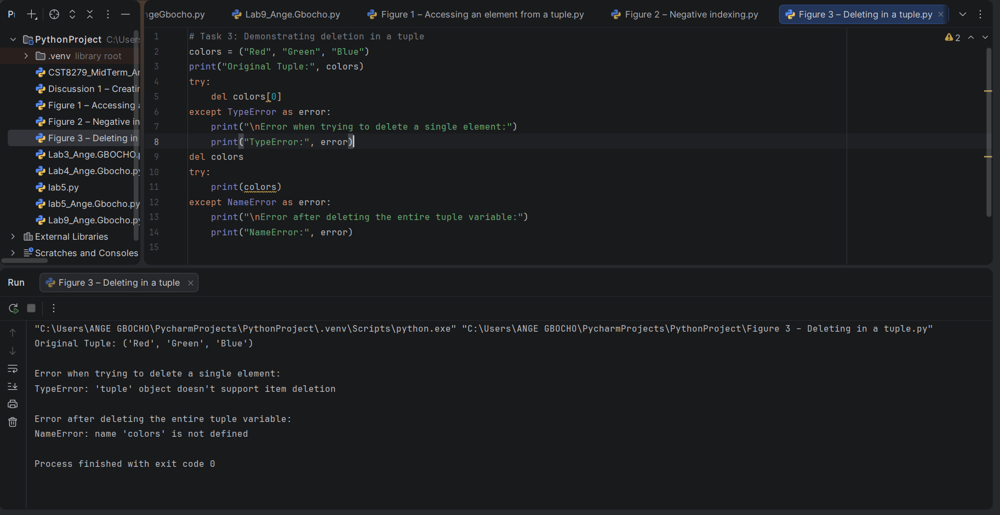 ngeGbocho.py
Lab9_Ange.Gbocho.py
Figure 1 – Accessing an element from a tuple.py
Figure 2 – Negative indexing.py
Figure 3 – Deleting in a tuple.py
PythonProject C:\Users
.venv library root
CST8279_MidTerm_A
Discussion 1 – Creatin
Figure 1 – Accessing a
Figure 2 – Negative in
Figure 3 – Deleting in
Lab3_Ange.GBOCHO.p
Lab4_Ange.Gbocho.py
lab5.py
lab5_Ange.Gbocho.py
Lab9_Ange.Gbocho.py
External Libraries
Scratches and Consoles
2
1 # Task 3: Demonstrating deletion in a tuple
2 colors = ("Red", "Green", "Blue")
3 print("Original Tuple:", colors)
4 try:
5     del colors[0]
6 except TypeError as error:
7     print("\nError when trying to delete a single element:")
8     print("TypeError:", error)
9 del colors
10 try:
11     print(colors)
12 except NameError as error:
13     print("\nError after deleting the entire tuple variable:")
14     print("NameError:", error)
15
Run
Figure 3 – Deleting in a tuple
"C:\Users\ANGE GBOCHO\PycharmProjects\PythonProject\.venv\Scripts\python.exe" "C:\Users\ANGE GBOCHO\PycharmProjects\PythonProject\Figure 3 – Deleting in a tuple.py"
Original Tuple: ('Red', 'Green', 'Blue')
Error when trying to delete a single element:
TypeError: 'tuple' object doesn't support item deletion
Error after deleting the entire tuple variable:
NameError: name 'colors' is not defined
Process finished with exit code 0